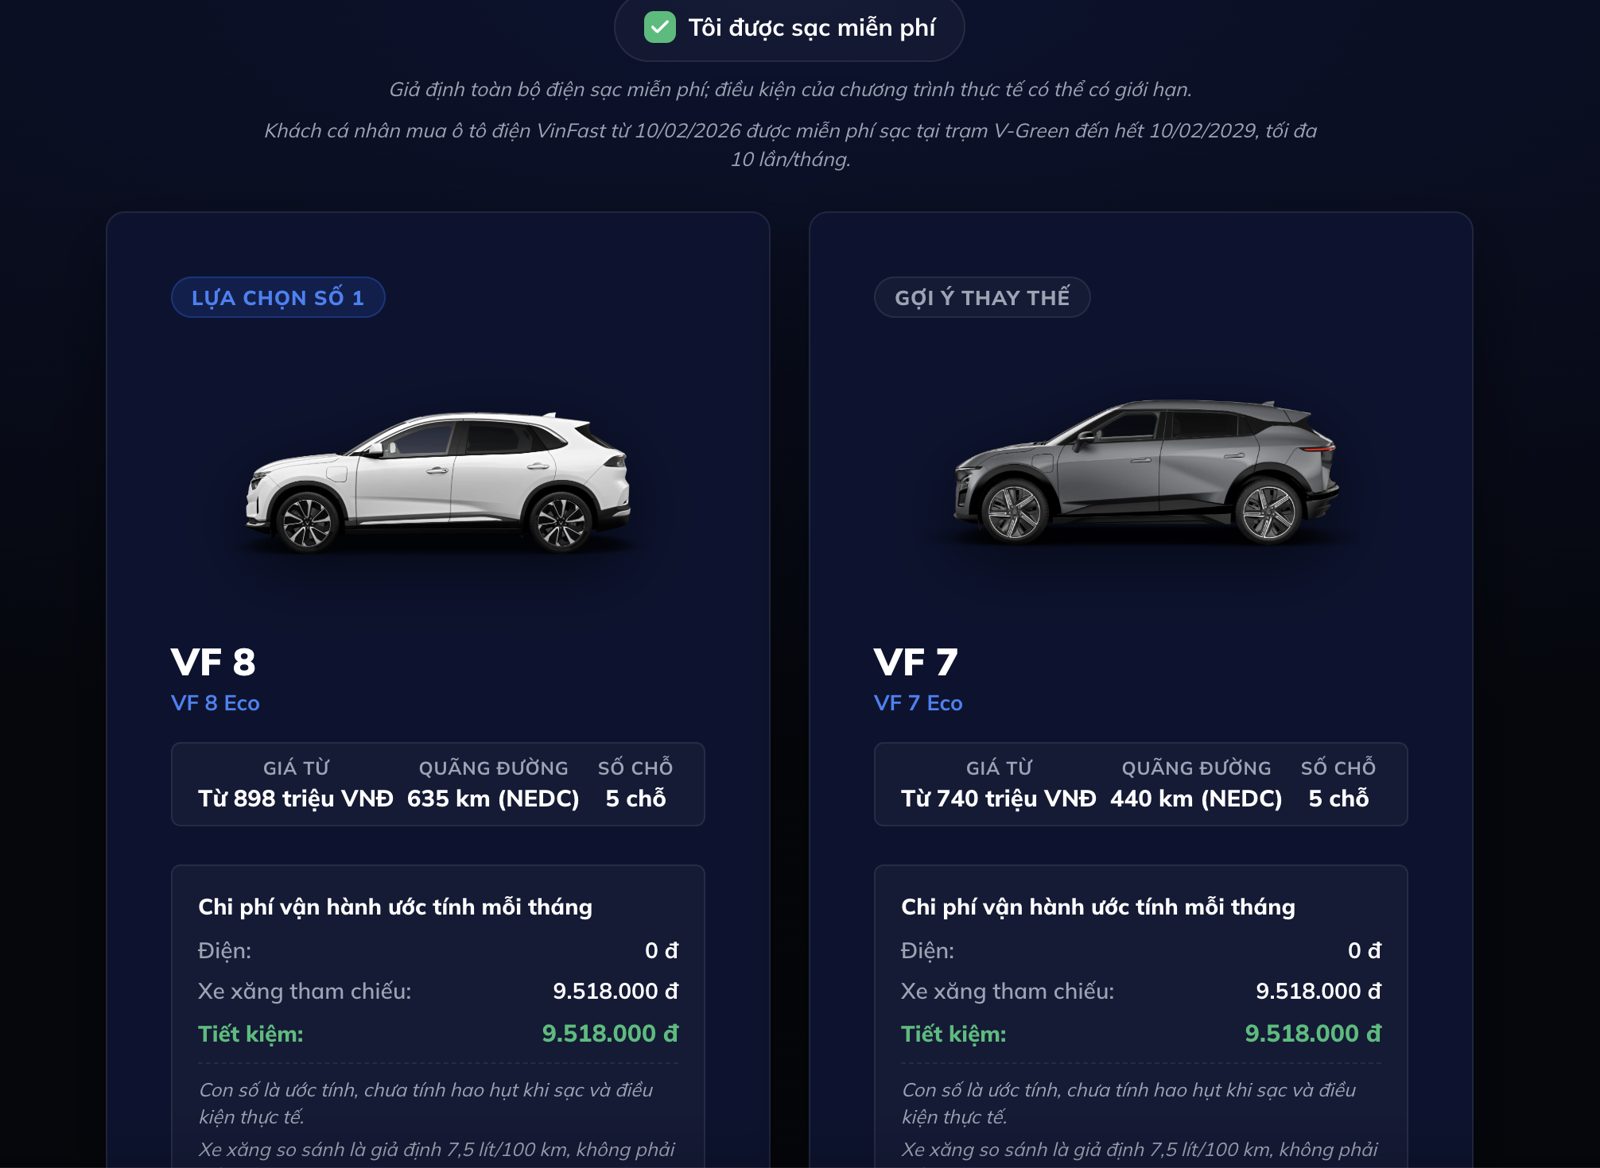 Tôi được sạc miễn phí
Giả định toàn bộ điện sạc miễn phí; điều kiện của chương trình thực tế có thể có giới hạn.
Khách cá nhân mua ô tô điện VinFast từ 10/02/2026 được miễn phí sạc tại trạm V-Green đến hết 10/02/2029, tối đa
10 lần/tháng.
LỰA CHỌN SỐ 1
VF 8
VF 8 Eco
GIÁ TỪ QUÃNG ĐƯỜNG SỐ CHỖ
Từ 898 triệu VNĐ 635 km (NEDC) 5 chỗ
Chi phí vận hành ước tính mỗi tháng
Điện: 0 đ
Xe xăng tham chiếu: 9.518.000 đ
Tiết kiệm: 9.518.000 đ
Con số là ước tính, chưa tính hao hụt khi sạc và điều
kiện thực tế.
Xe xăng so sánh là giả định 7,5 lít/100 km, không phải
GỢI Ý THAY THẾ
VF 7
VF 7 Eco
GIÁ TỪ QUÃNG ĐƯỜNG SỐ CHỖ
Từ 740 triệu VNĐ 440 km (NEDC) 5 chỗ
Chi phí vận hành ước tính mỗi tháng
Điện: 0 đ
Xe xăng tham chiếu: 9.518.000 đ
Tiết kiệm: 9.518.000 đ
Con số là ước tính, chưa tính hao hụt khi sạc và điều
kiện thực tế.
Xe xăng so sánh là giả định 7,5 lít/100 km, không phải